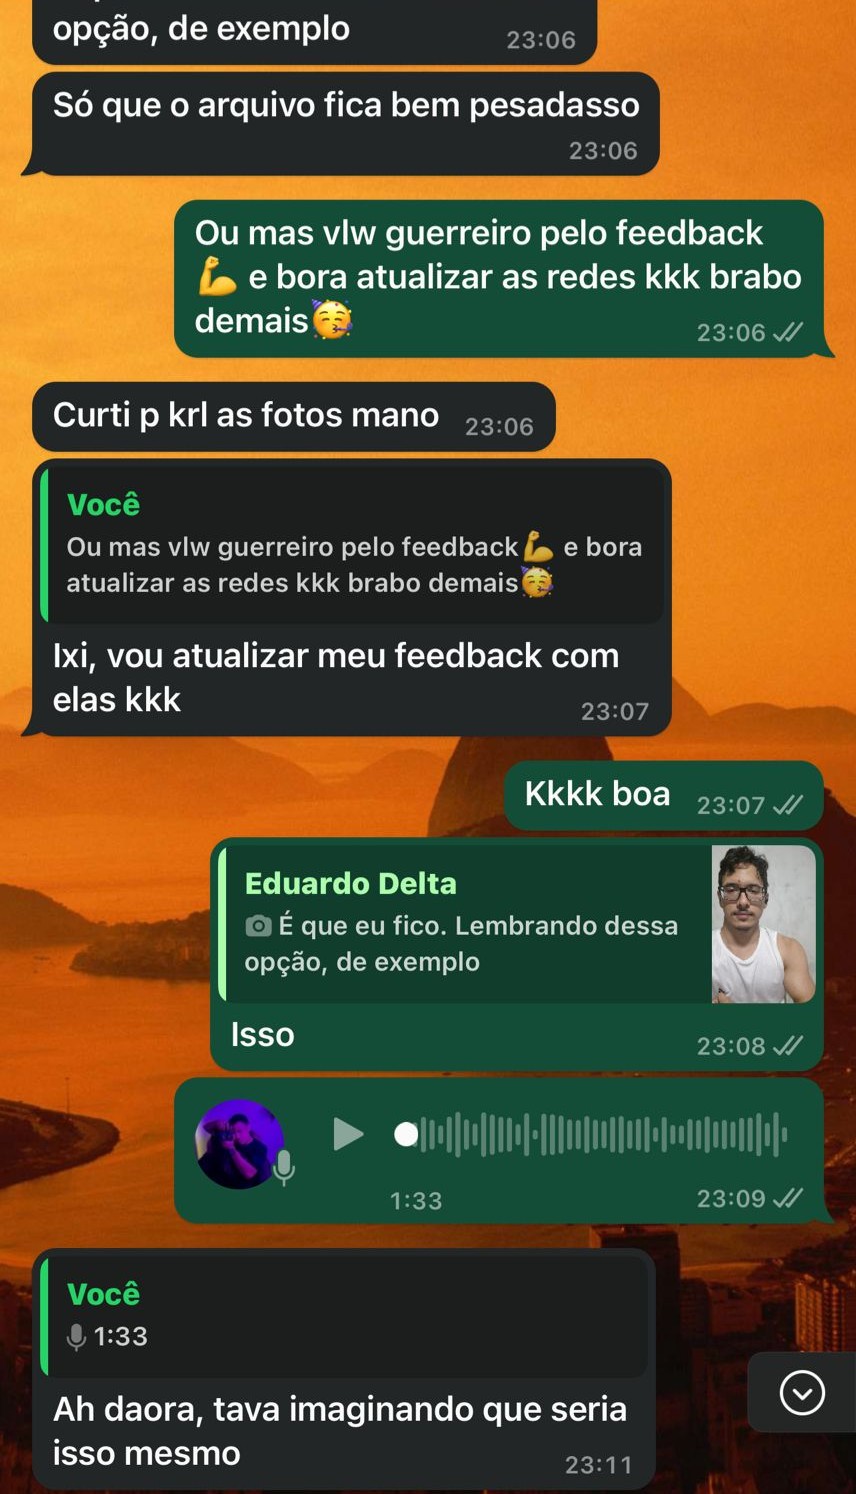 opção, de exemplo
23:06
Só que o arquivo fica bem pesadasso
23:06
Ou mas vlw guerreiro pelo feedback
💪 e bora atualizar as redes kkk brabo
demais🥳
23:06
Curti p krl as fotos mano
23:06
Você
Ou mas vlw guerreiro pelo feedback💪 e bora
atualizar as redes kkk brabo demais🥳
Ixi, vou atualizar meu feedback com
elas kkk
23:07
Kkkk boa
23:07
Eduardo Delta
É que eu fico. Lembrando dessa
opção, de exemplo
Isso
23:08
1:33
23:09
Você
1:33
Ah daora, tava imaginando que seria
isso mesmo
23:11